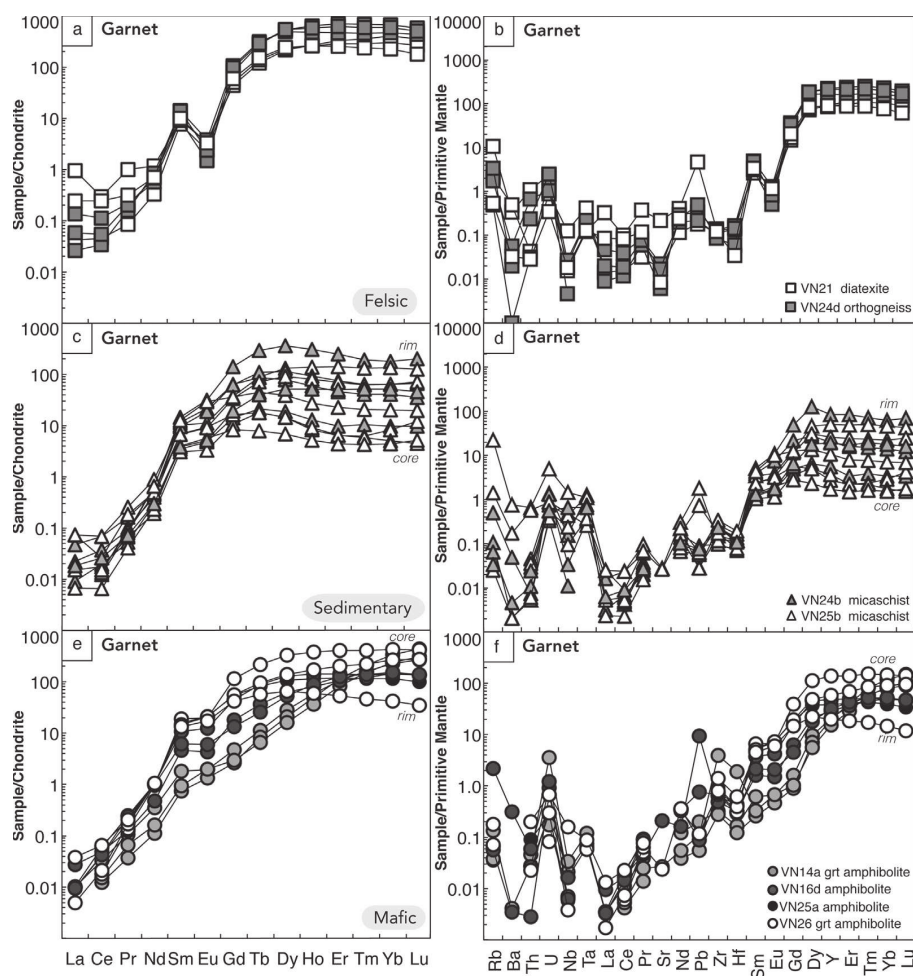 a Garnet
b Garnet
1000
100
10
1
0.1
0.01
Sample/Chondrite
10000
1000
100
10
1
0.1
0.01
Sample/Primitive Mantle
VN21 diatexite
VN24d orthogneiss
Felsic
c Garnet
d Garnet
1000
100
10
1
0.1
0.01
Sample/Chondrite
rim
core
10000
1000
100
10
1
0.1
0.01
Sample/Primitive Mantle
rim
core
VN24b micaschist
VN25b micaschist
Sedimentary
e Garnet
f Garnet
1000
100
10
1
0.1
0.01
Sample/Chondrite
core
rim
10000
1000
100
10
1
0.1
0.01
Sample/Primitive Mantle
core
rim
VN14a grt amphibolite
VN16d amphibolite
VN25a amphibolite
VN26 grt amphibolite
Mafic
La Ce Pr Nd Sm Eu Gd Tb Dy Ho Er Tm Yb Lu
Rb Ba Th U Nb Ta La Ce Pr Sr Nd Pb Zr Hf Sm Eu Gd Dy Y Er Tm Yb Lu